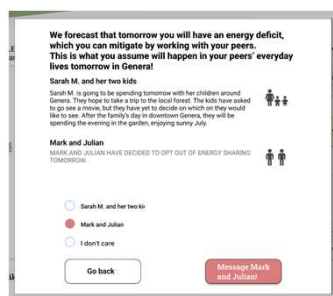 We forecast that tomorrow you will have an energy deficit,
which you can mitigate by working with your peers.
This is what you assume will happen in your peers' everyday
lives tomorrow in Genera!
Sarah M. and her two kids
Sarah M. is going to be spending tomorrow with her children around
Genera. They hope to take a trip to the local forest. The kids have asked
to go see a movie, but they have yet to decide on which on they would
like to see. After the family's day in downtown Genera, they will be
spending the evening in the garden, enjoying sunny July.
Mark and Julian
MARK AND JULIAN HAVE DECIDED TO OPT OUT OF ENERGY SHARING
TOMORROW.
Sarah M. and her two ki
Mark and Julian
I don't care
Go back
Message Mark
and Julian!